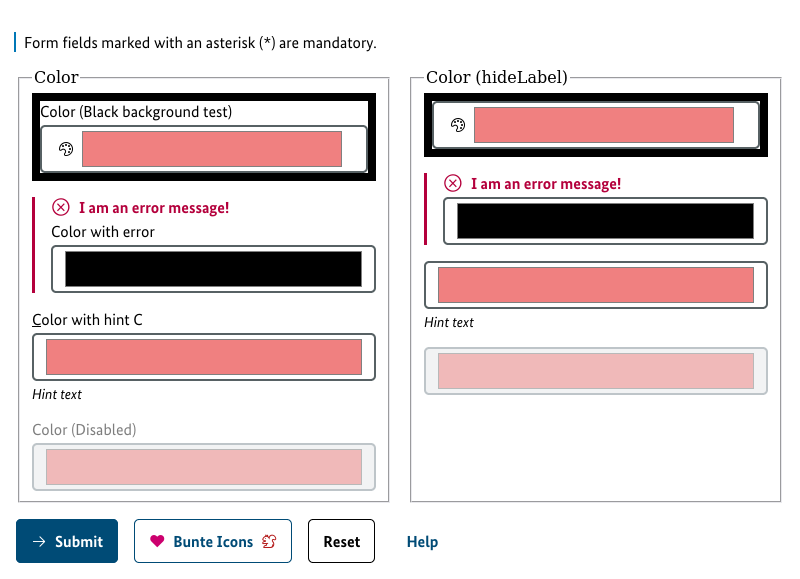 Form fields marked with an asterisk (*) are mandatory.
Color
Color (Black background test)
I am an error message!
Color with error
Color with hint C
Hint text
Color (Disabled)
Color (hideLabel)
I am an error message!
Hint text
Submit
Bunte Icons
Reset
Help